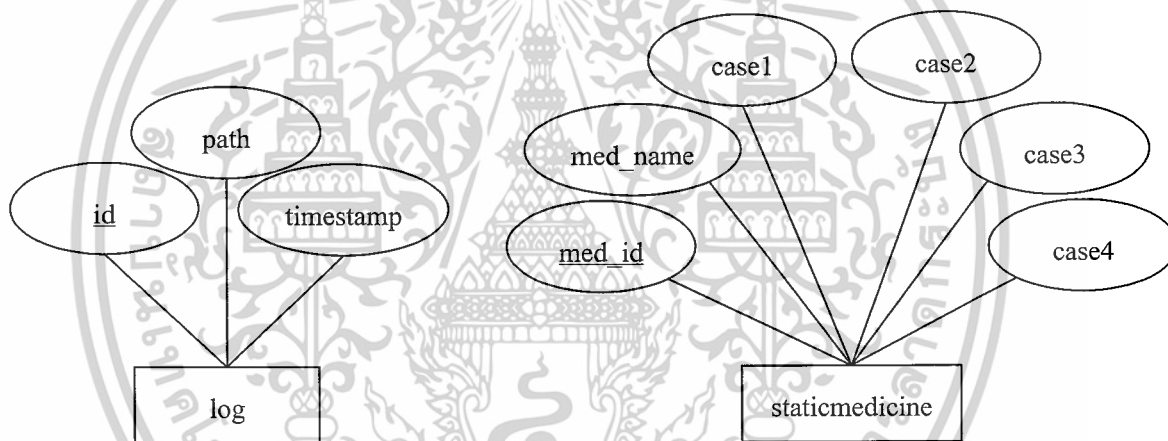 case1
case2
path
med_name
case3
id
timestamp
med_id
case4
log
staticmedicine